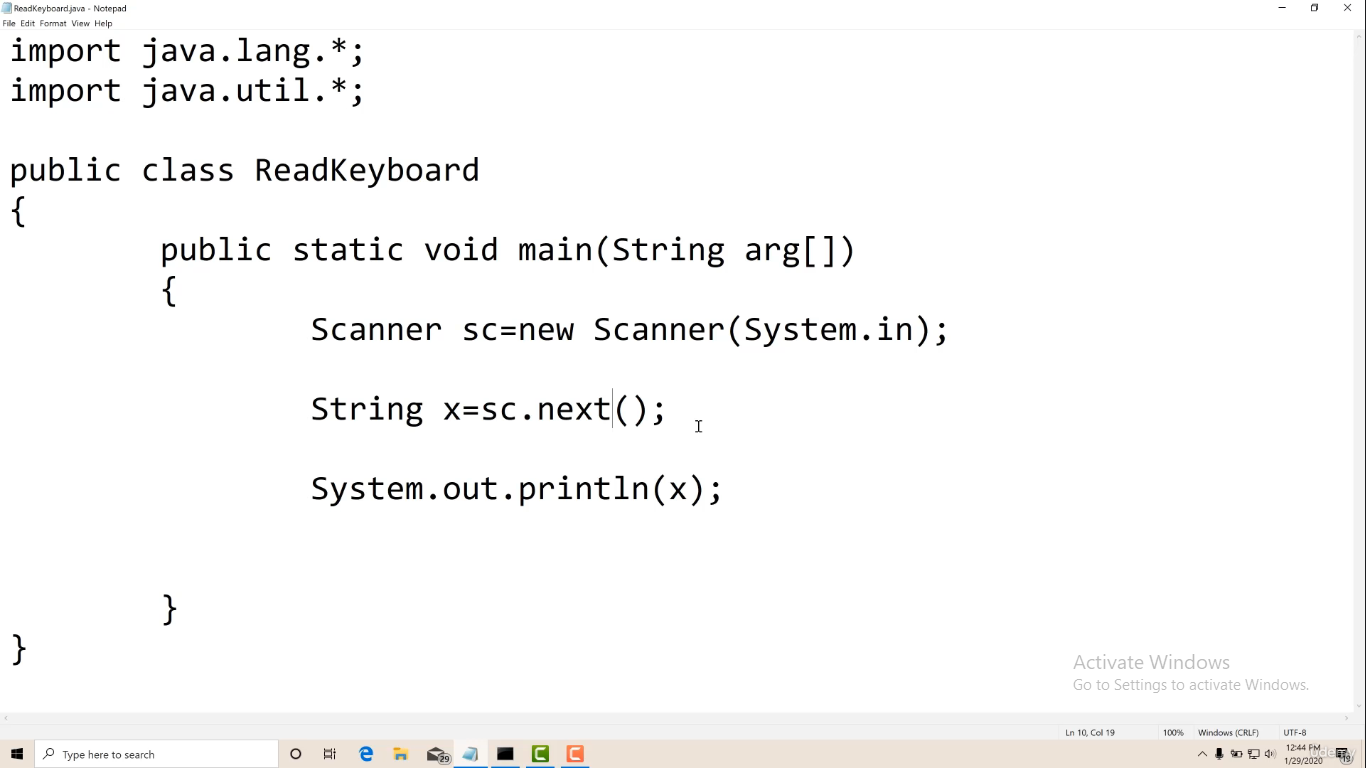 ReadKeyboard.java - Notepad
File Edit Format View Help
import java.lang.*;
import java.util.*;
public class ReadKeyboard
{
public static void main(String arg[])
{
Scanner sc=new Scanner(System.in);
String x=sc.next();
System.out.println(x);
}
}
Activate Windows
Go to Settings to activate Windows.
Ln 10, Col 19 100% Windows (CRLF) UTF-8
Type here to search
29
12:44 PM
1/29/2020
19
udemy